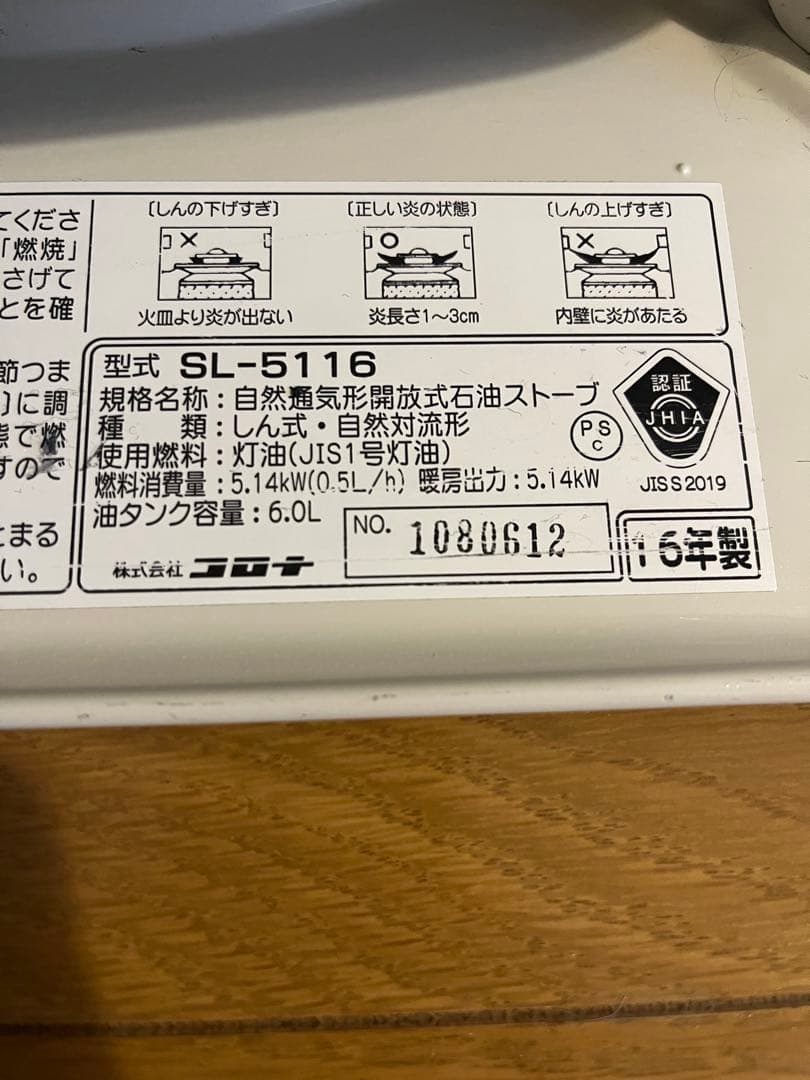 てくださ
「燃焼」
さげて
とを確
〔しんの下げすぎ〕
〔正しい炎の状態〕
〔しんの上げすぎ〕
火皿より炎が出ない
炎長さ1～3cm
内壁に炎があたる
節つま
〕に調
態で燃
すので
とまる
い。
型式 SL-5116
規格名称：自然通気形開放式石油ストーブ
種　　類：しん式・自然対流形
使用燃料：灯油(JIS1号灯油)
燃料消費量：5.14kW(0.5L/h) 暖房出力：5.14kW
油タンク容量：6.0L
株式会社 コロナ
NO. 1080612
PS
C
認証
JHIA
JIS S 2019
16年製